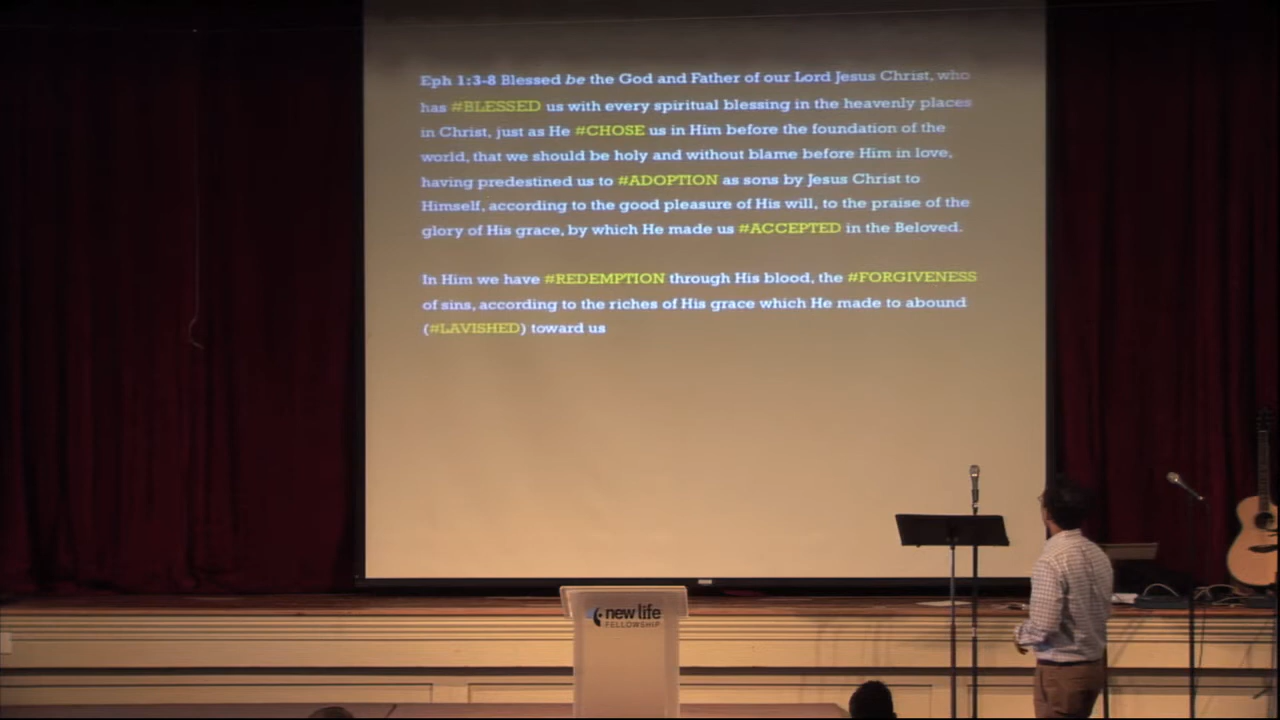 Eph 1:3-8 Blessed be the God and Father of our Lord Jesus Christ, who
has #BLESSED us with every spiritual blessing in the heavenly places
in Christ, just as He #CHOSE us in Him before the foundation of the
world, that we should be holy and without blame before Him in love,
having predestined us to #ADOPTION as sons by Jesus Christ to
Himself, according to the good pleasure of His will, to the praise of the
glory of His grace, by which He made us #ACCEPTED in the Beloved.
In Him we have #REDEMPTION through His blood, the #FORGIVENESS
of sins, according to the riches of His grace which He made to abound
(#LAVISHED) toward us
new life
FELLOWSHIP